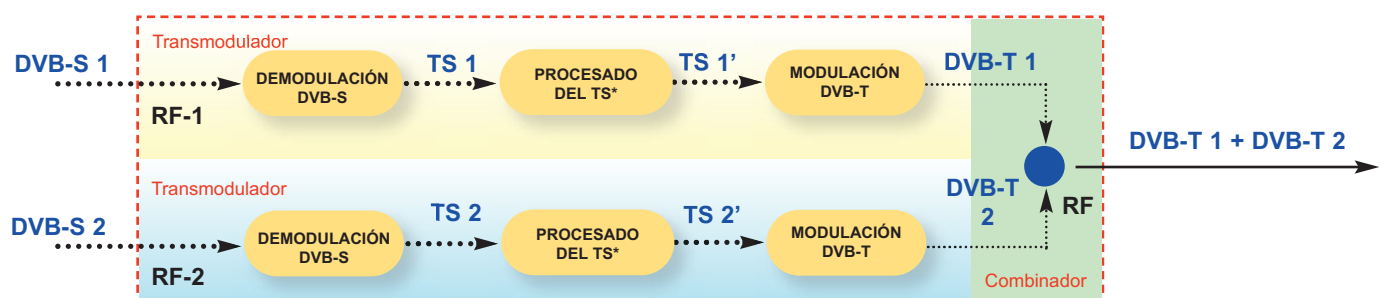 Transmodulador
DVB-S 1
RF-1
DEMODULACIÓN
DVB-S
TS 1
PROCESADO
DEL TS*
TS 1’
MODULACIÓN
DVB-T
DVB-T 1
DVB-T 1 + DVB-T 2
Transmodulador
DVB-S 2
RF-2
DEMODULACIÓN
DVB-S
TS 2
PROCESADO
DEL TS*
TS 2’
MODULACIÓN
DVB-T
DVB-T
2
RF
Combinador